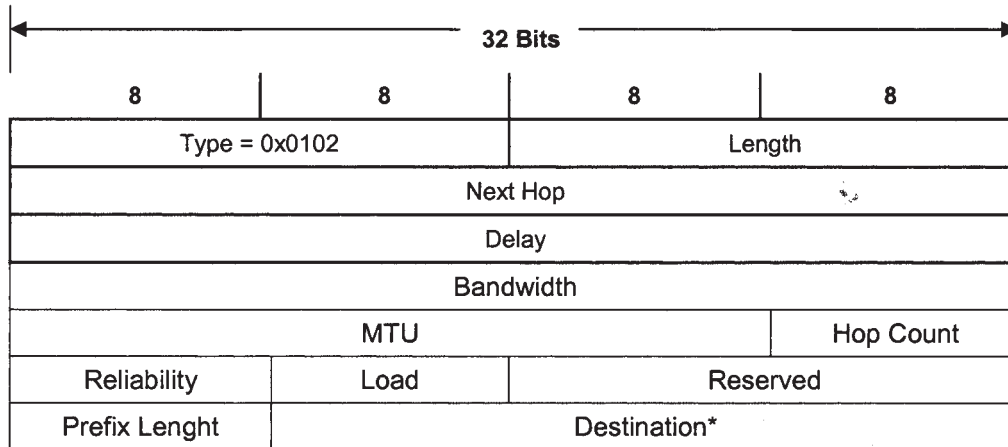 32 Bits
8 8 8 8
Type = 0x0102 Length
Next Hop
Delay
Bandwidth
MTU Hop Count
Reliability Load Reserved
Prefix Lenght Destination*